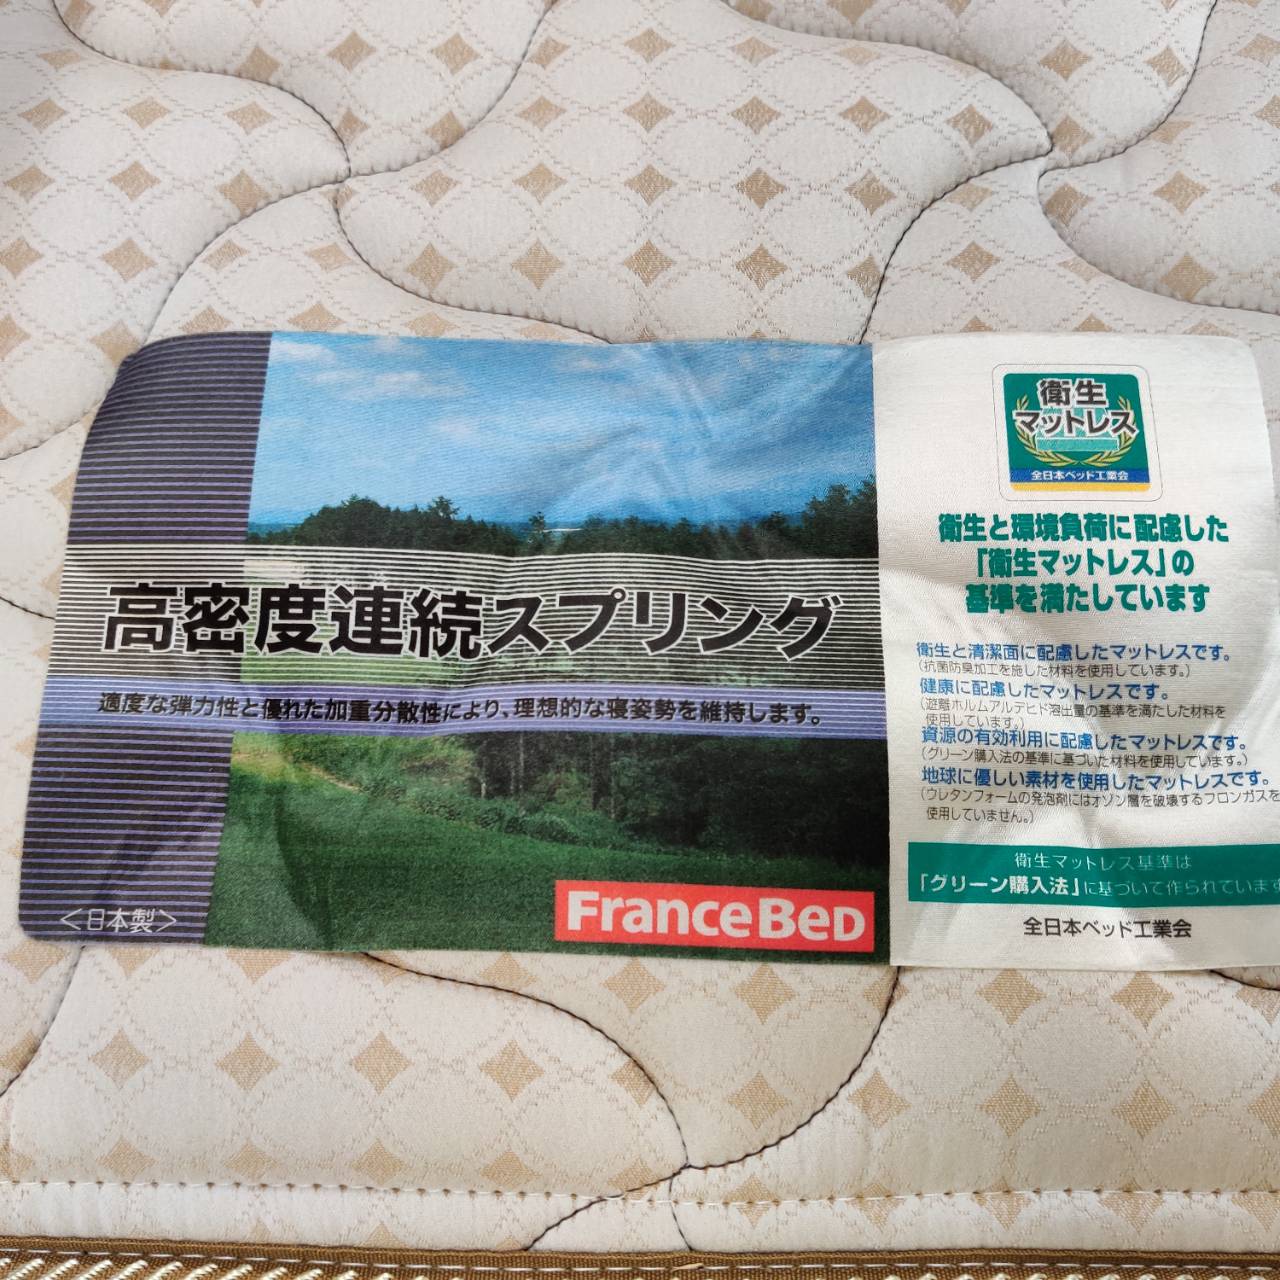 高密度連続スプリング
適度な弾力性と優れた加重分散性により、理想的な寝姿勢を維持します。
<日本製>
FranceBeD
衛生
マットレス
全日本ベッド工業会
衛生と環境負荷に配慮した
「衛生マットレス」の
基準を満たしています
衛生と清潔面に配慮したマットレスです。
(抗菌防臭加工を施した材料を使用しています。)
健康に配慮したマットレスです。
(遊離ホルムアルデヒド溶出量の基準を満たした材料を
使用しています。)
資源の有効利用に配慮したマットレスです。
(グリーン購入法の基準に基づいた材料を使用しています。)
地球に優しい素材を使用したマットレスです。
(ウレタンフォームの発泡剤にはオゾン層を破壊するフロンガスを
使用していません。)
衛生マットレス基準は
「グリーン購入法」に基づいて作られています
全日本ベッド工業会